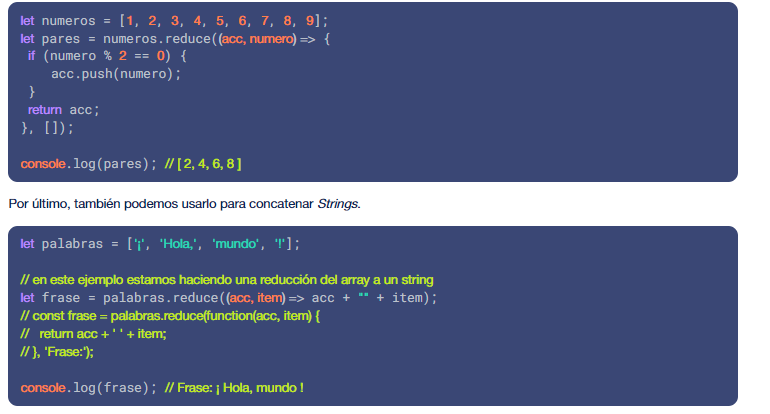 let numeros = [1, 2, 3, 4, 5, 6, 7, 8, 9];
let pares = numeros.reduce((acc, numero) => {
if (numero % 2 == 0) {
acc.push(numero);
}
return acc;
}, []);
console.log(pares); // [ 2, 4, 6, 8 ]
Por último, también podemos usarlo para concatenar Strings.
let palabras = ['¡', 'Hola,', 'mundo', '!'];
// en este ejemplo estamos haciendo una reducción del array a un string
let frase = palabras.reduce((acc, item) => acc + "" + item);
// const frase = palabras.reduce(function(acc, item) {
// return acc + ' ' + item;
// }, 'Frase:');
console.log(frase); // Frase: ¡ Hola, mundo !